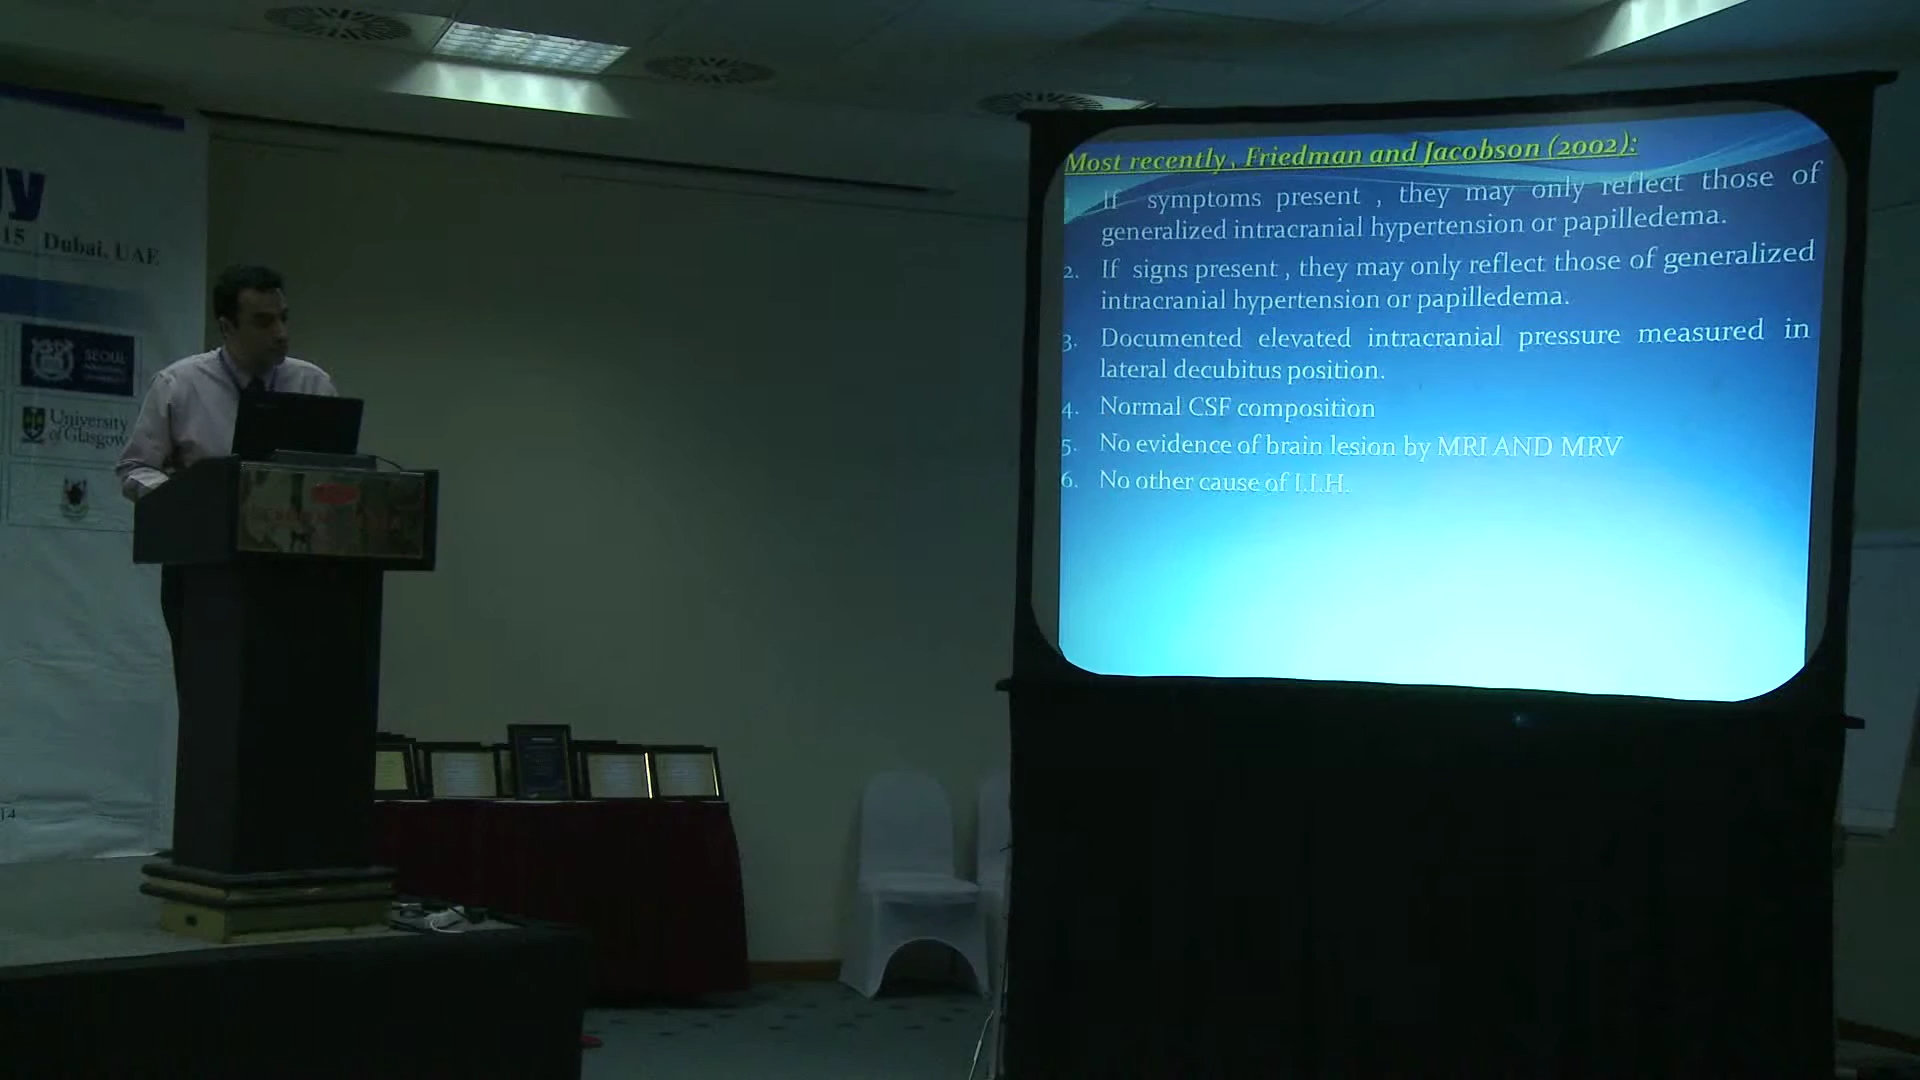 y
15 Dubai, UAE
SEOUL
NATIONAL
UNIVERSITY
University
of Glasgow
14
Most recently, Friedman and Jacobson (2002):
If symptoms present , they may only reflect those of
generalized intracranial hypertension or papilledema.
2. If signs present , they may only reflect those of generalized
intracranial hypertension or papilledema.
3. Documented elevated intracranial pressure measured in
lateral decubitus position.
4. Normal CSF composition
5. No evidence of brain lesion by MRI AND MRV
6. No other cause of I.I.H.